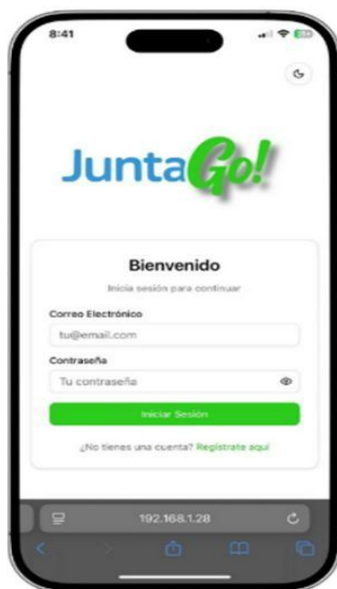 8:41
JuntaGo!
Bienvenido
Inicia sesión para continuar
Correo Electrónico
tu@email.com
Contraseña
Tu contraseña
Iniciar Sesión
¿No tienes una cuenta? Regístrate aquí
192.168.1.28